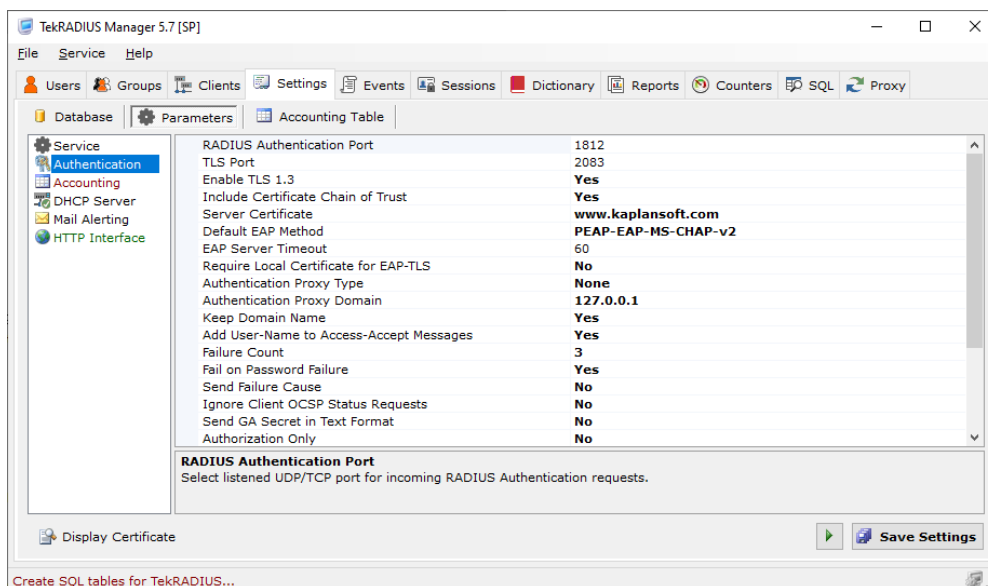 TekRADIUS Manager 5.7 [SP]
File Service Help
Users Groups Clients Settings Events Sessions Dictionary Reports Counters SQL Proxy
Database Parameters Accounting Table
Service
Authentication
Accounting
DHCP Server
Mail Alerting
HTTP Interface
RADIUS Authentication Port 1812
TLS Port 2083
Enable TLS 1.3 Yes
Include Certificate Chain of Trust Yes
Server Certificate www.kaplansoft.com
Default EAP Method PEAP-EAP-MS-CHAP-v2
EAP Server Timeout 60
Require Local Certificate for EAP-TLS No
Authentication Proxy Type None
Authentication Proxy Domain 127.0.0.1
Keep Domain Name Yes
Add User-Name to Access-Accept Messages Yes
Failure Count 3
Fail on Password Failure Yes
Send Failure Cause No
Ignore Client OCSP Status Requests No
Send GA Secret in Text Format No
Authorization Only No
RADIUS Authentication Port
Select listened UDP/TCP port for incoming RADIUS Authentication requests.
Display Certificate Save Settings
Create SQL tables for TekRADIUS...